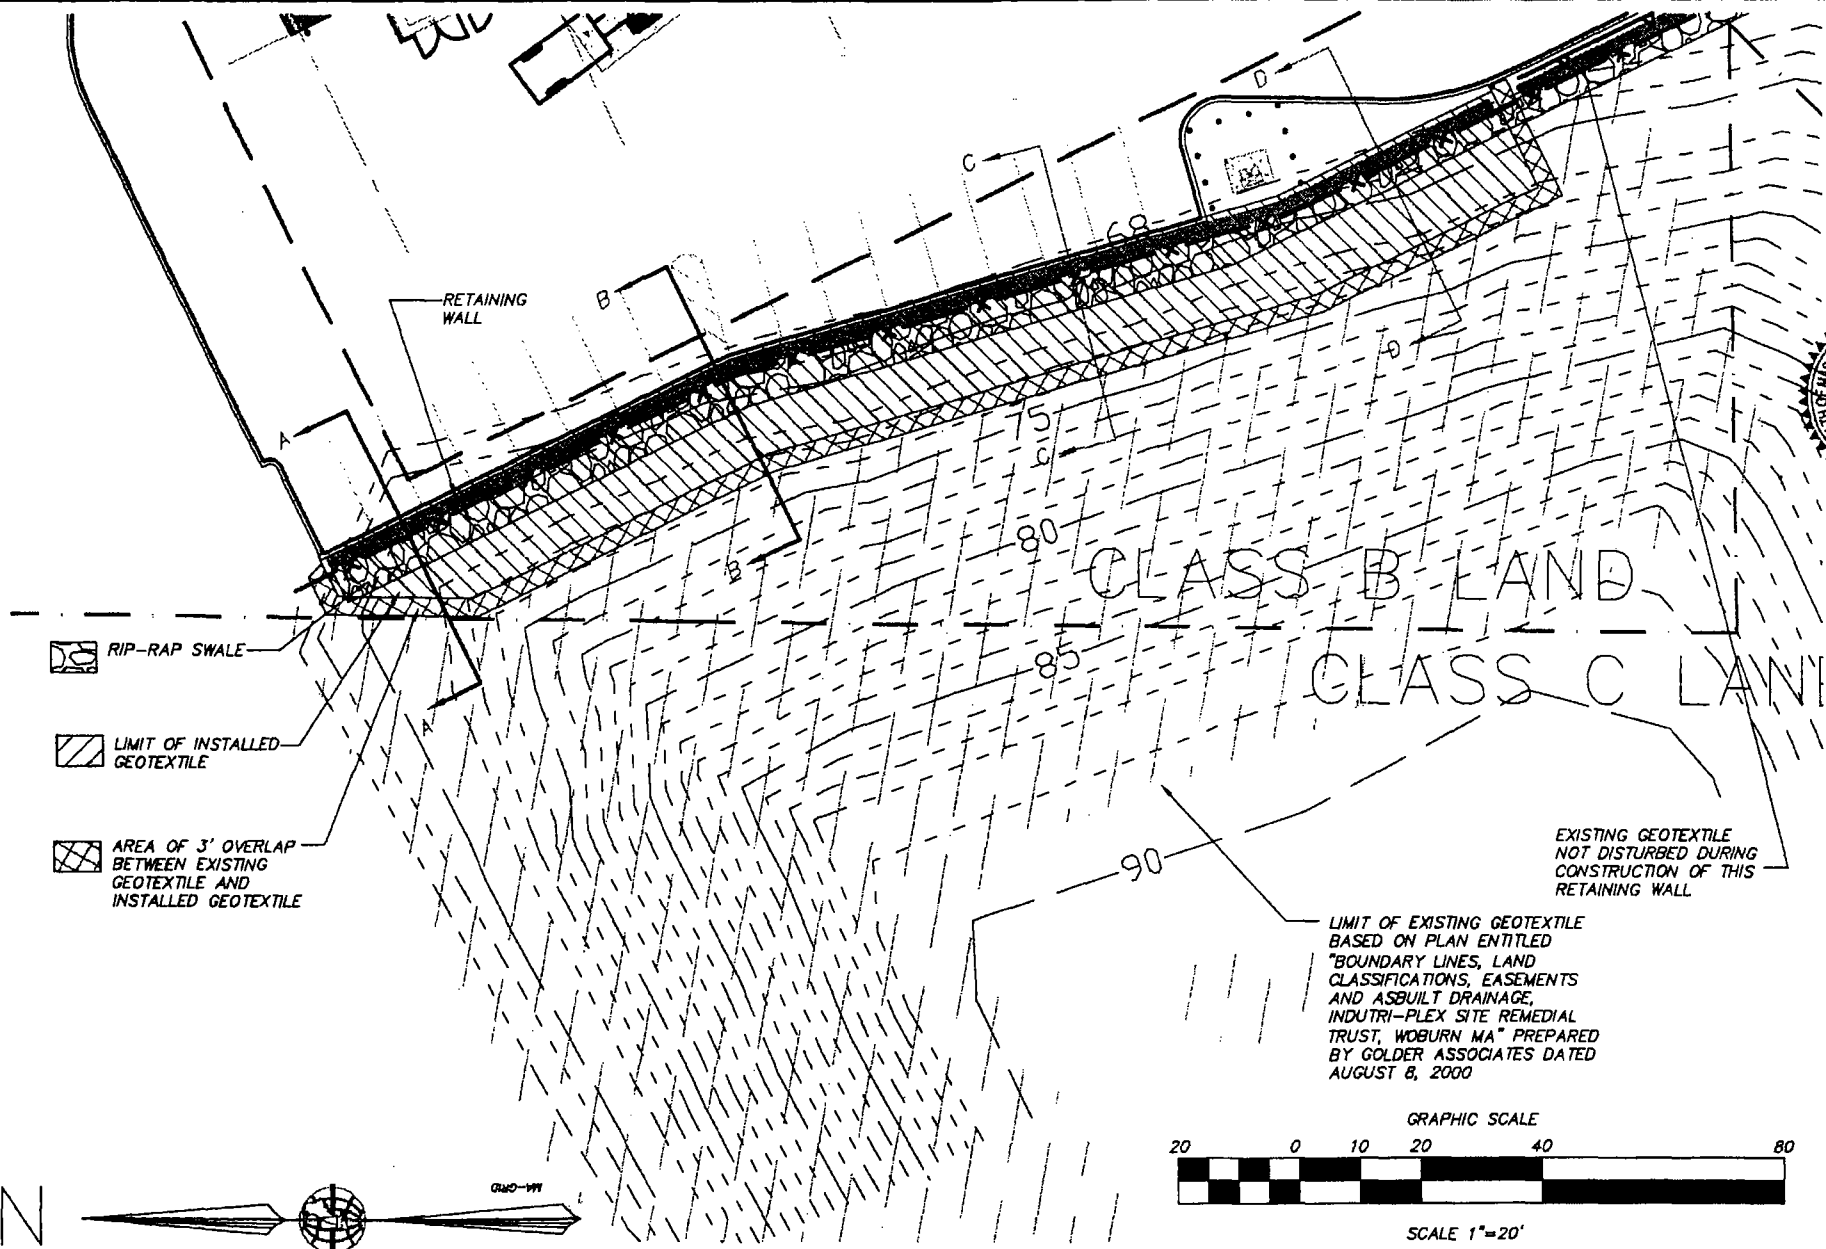 D
C
68
RETAINING
WALL
B
D
A
75
C
80
B
CLASS B LAND
RIP-RAP SWALE
85
CLASS C LAN
A
LIMIT OF INSTALLED
GEOTEXTILE
AREA OF 3' OVERLAP
BETWEEN EXISTING
GEOTEXTILE AND
INSTALLED GEOTEXTILE
90
EXISTING GEOTEXTILE
NOT DISTURBED DURING
CONSTRUCTION OF THIS
RETAINING WALL
LIMIT OF EXISTING GEOTEXTILE
BASED ON PLAN ENTITLED
"BOUNDARY LINES, LAND
CLASSIFICATIONS, EASEMENTS
AND ASBUILT DRAINAGE,
INDUTRI-PLEX SITE REMEDIAL
TRUST, WOBURN MA" PREPARED
BY GOLDER ASSOCIATES DATED
AUGUST 8, 2000
GRAPHIC SCALE
20 0 10 20 40 80
SCALE 1"=20'
N
MA-GRID